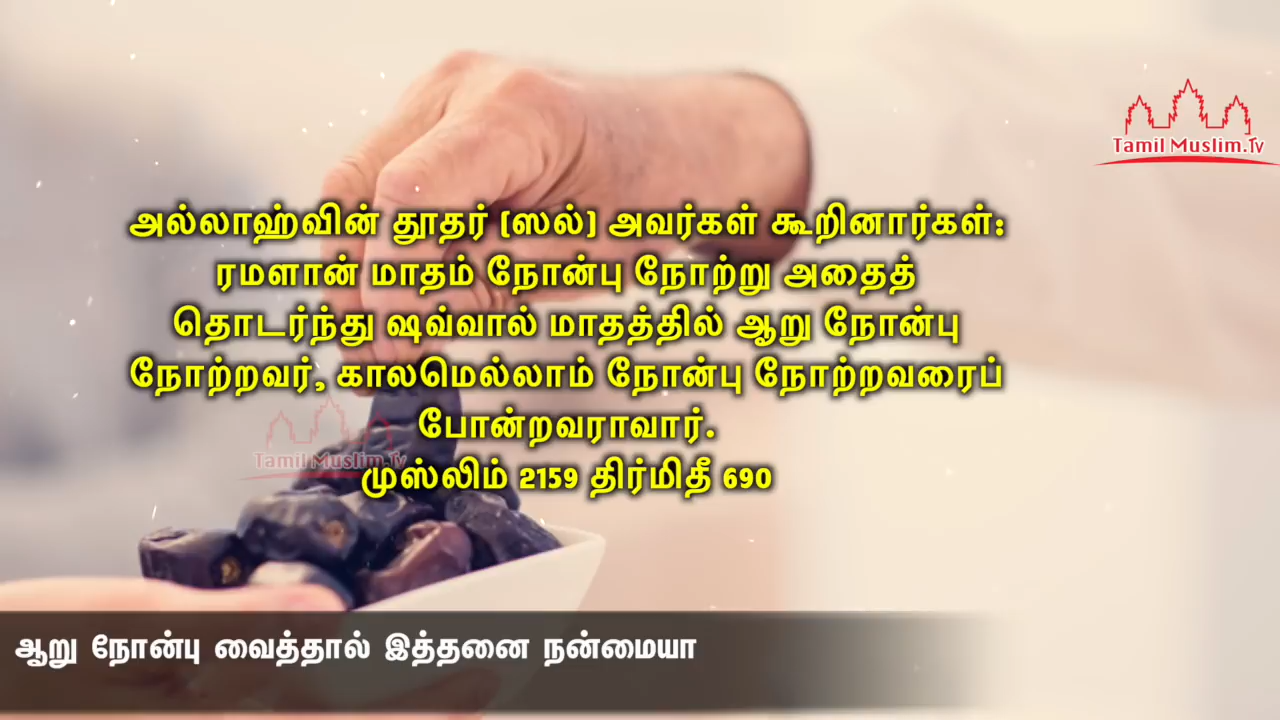 Tamil Muslim.Tv
அல்லாஹ்வின் தூதர் (ஸல்) அவர்கள் கூறினார்கள்:
ரமளான் மாதம் நோன்பு நோற்று அதைத்
தொடர்ந்து ஷவ்வால் மாதத்தில் ஆறு நோன்பு
நோற்றவர், காலமெல்லாம் நோன்பு நோற்றவரைப்
போன்றவராவார்.
Tamil Muslim.Tv
முஸ்லிம் 2159 திர்மிதீ 690
ஆறு நோன்பு வைத்தால் இத்தனை நன்மையா